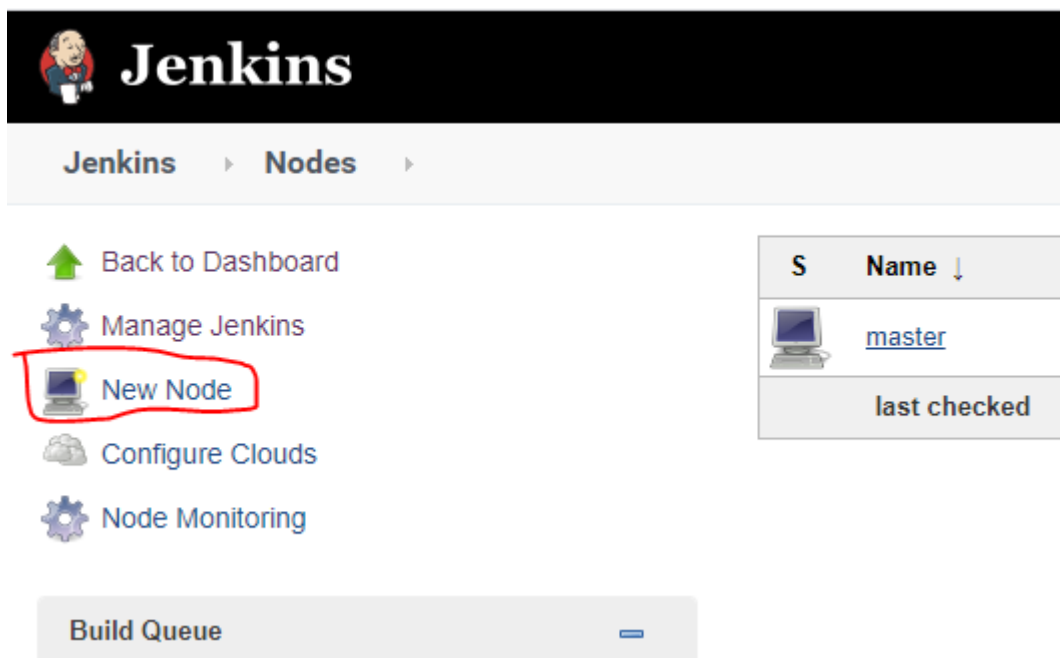 Jenkins
Jenkins Nodes
Back to Dashboard
Manage Jenkins
New Node
Configure Clouds
Node Monitoring
S Name ↓
master
last checked
Build Queue